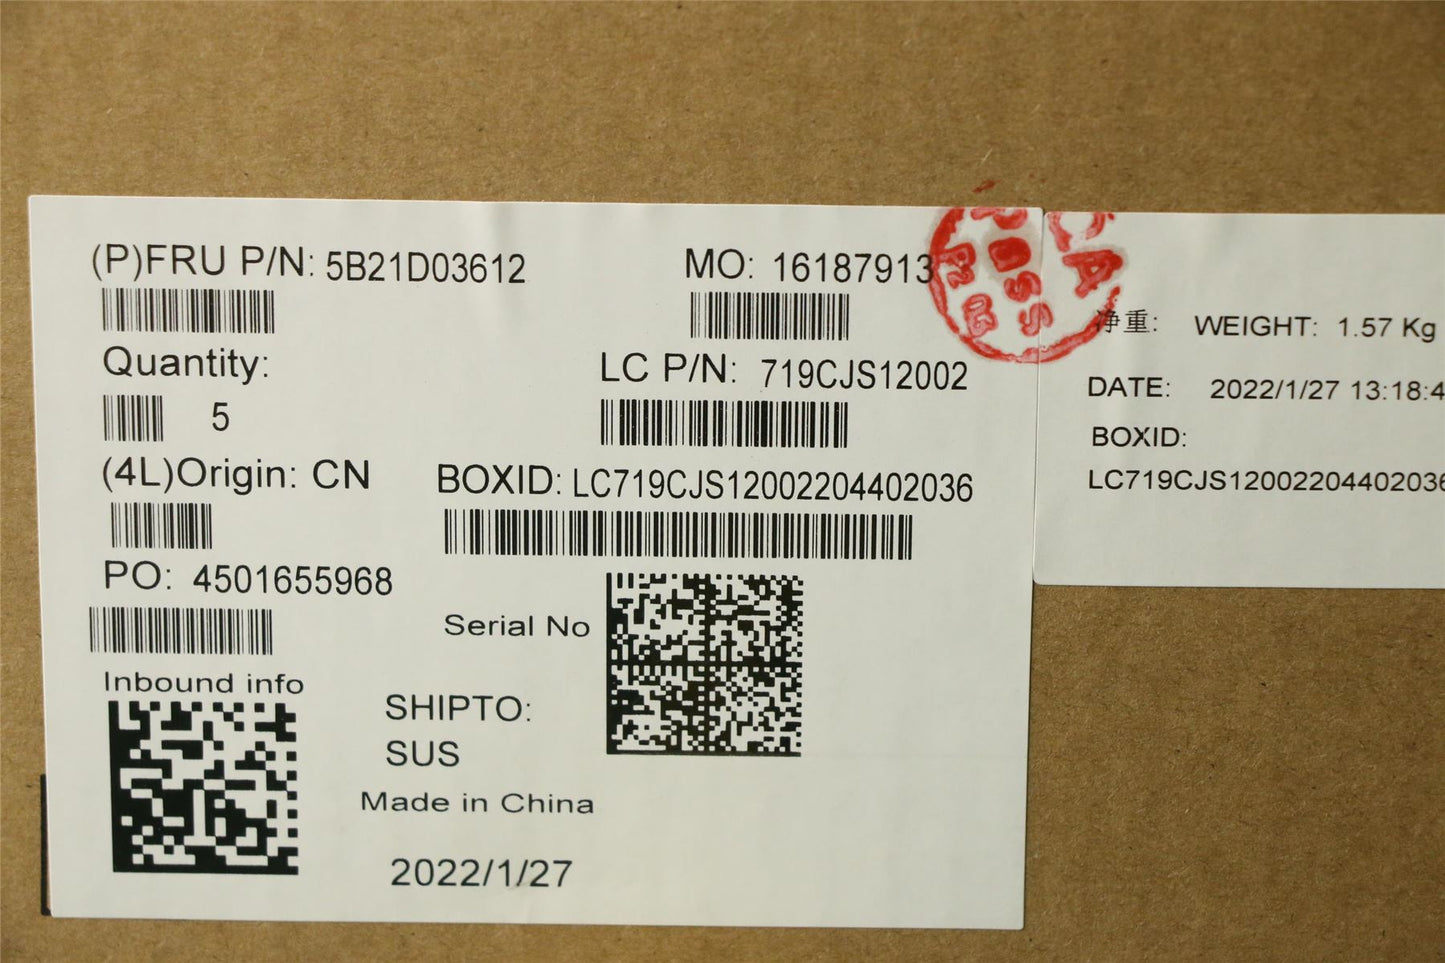 (P)FRU P/N: 5B21D03612
MO: 16187913
Quantity:
5
LC P/N: 719CJS12002
(4L)Origin: CN
BOXID: LC719CJS12002204402036
PO: 4501655968
Serial No
Inbound info
SHIPTO:
SUS
Made in China
2022/1/27
净重: WEIGHT: 1.57 Kg
DATE: 2022/1/27 13:18:4
BOXID:
LC719CJS12002204402036